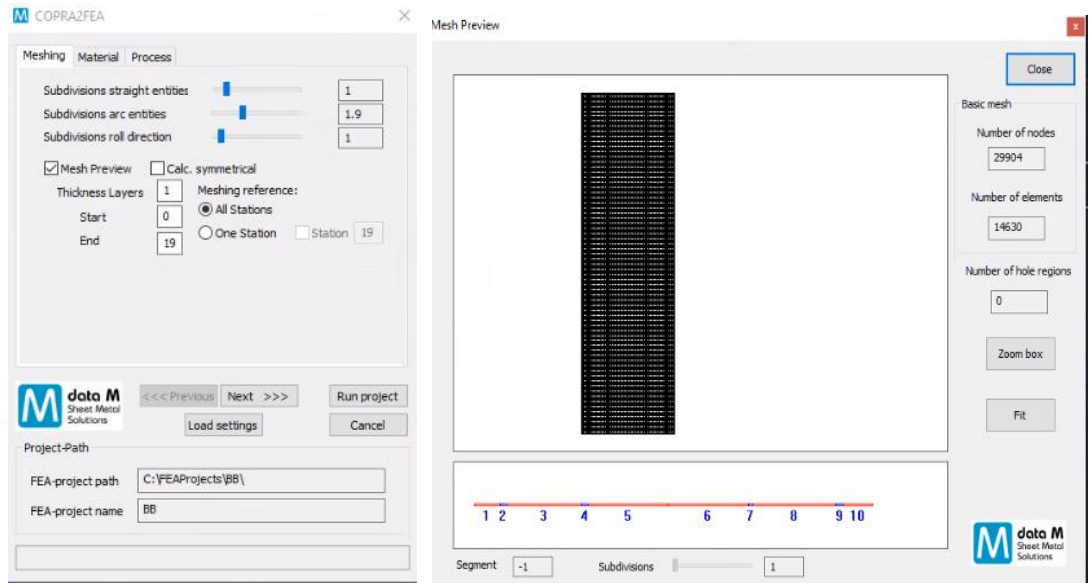 COPRA2FEA
Meshing Material Process
Subdivisions straight entities 1
Subdivisions arc entities 1.9
Subdivisions roll direction 1
Mesh Preview Calc. symmetrical
Thickness Layers 1 Meshing reference:
Start 0 All Stations
End 19 One Station Station 19
M data M
Sheet Metal
Solutions
<<< Previous Next >>> Run project
Load settings Cancel
Project-Path
FEA-project path C:\FEAProjects\BB\
FEA-project name BB
Mesh Preview
x
Close
Basic mesh
Number of nodes
29904
Number of elements
14630
Number of hole regions
0
Zoom box
Fit
1 2 3 4 5 6 7 8 9 10
Segment -1 Subdivisions 1
M data M
Sheet Metal
Solutions